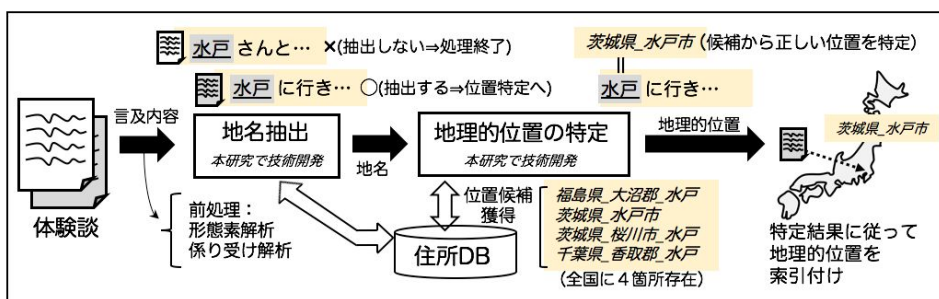 水戸 さんと… ×(抽出しない⇒処理終了)
水戸 に行き… ○(抽出する⇒位置特定へ)
茨城県_水戸市 (候補から正しい位置を特定)
=
水戸 に行き…
体験談
言及内容
地名抽出
本研究で技術開発
地名
地理的位置の特定
本研究で技術開発
地理的位置
茨城県_水戸市
前処理:
形態素解析
係り受け解析
位置候補
獲得
住所DB
福島県_大沼郡_水戸
茨城県_水戸市
茨城県_桜川市_水戸
千葉県_香取郡_水戸
(全国に4箇所存在)
特定結果に従って
地理的位置を
索引付け